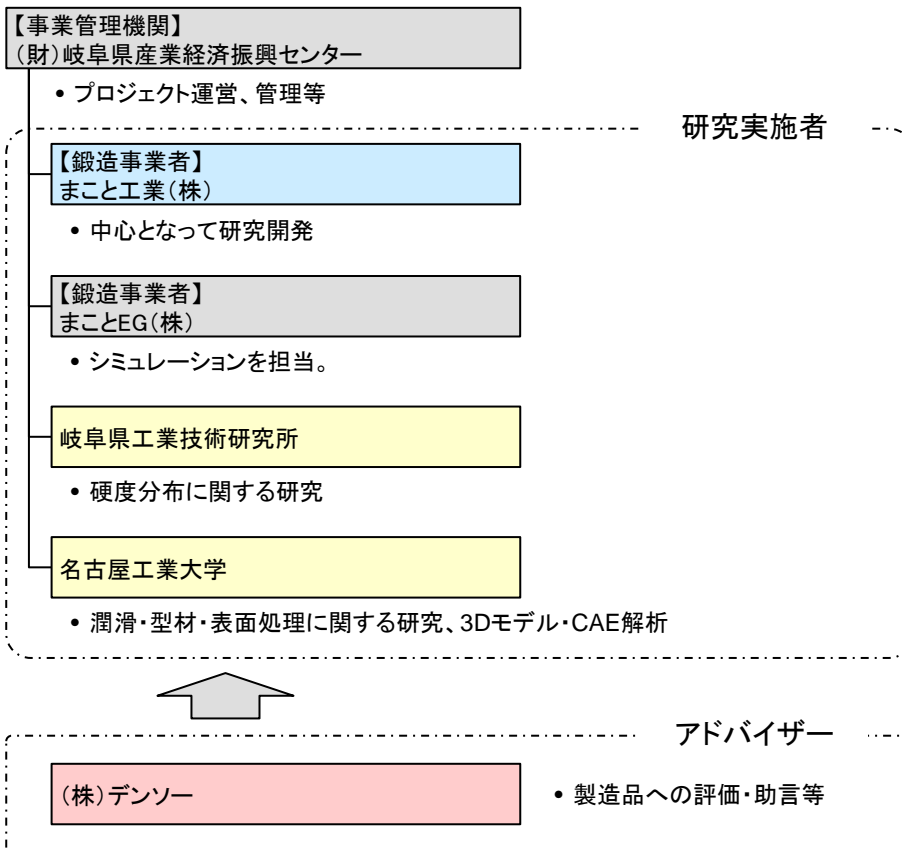 【事業管理機関】
(財)岐阜県産業経済振興センター
• プロジェクト運営、管理等
研究実施者
【鍛造事業者】
まこと工業(株)
• 中心となって研究開発
【鍛造事業者】
まことEG(株)
• シミュレーションを担当。
岐阜県工業技術研究所
• 硬度分布に関する研究
名古屋工業大学
• 潤滑・型材・表面処理に関する研究、3Dモデル・CAE解析
アドバイザー
(株)デンソー
• 製造品への評価・助言等